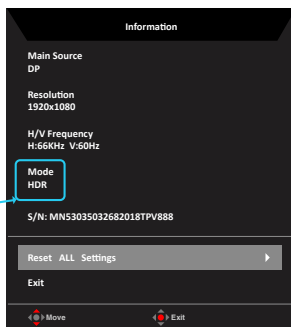 Information
Main Source
DP
Resolution
1920x1080
H/V Frequency
H:66KHz V:60Hz
Mode
HDR
S/N: MN53035032682018TPV888
Reset ALL Settings
Exit
Move
Exit